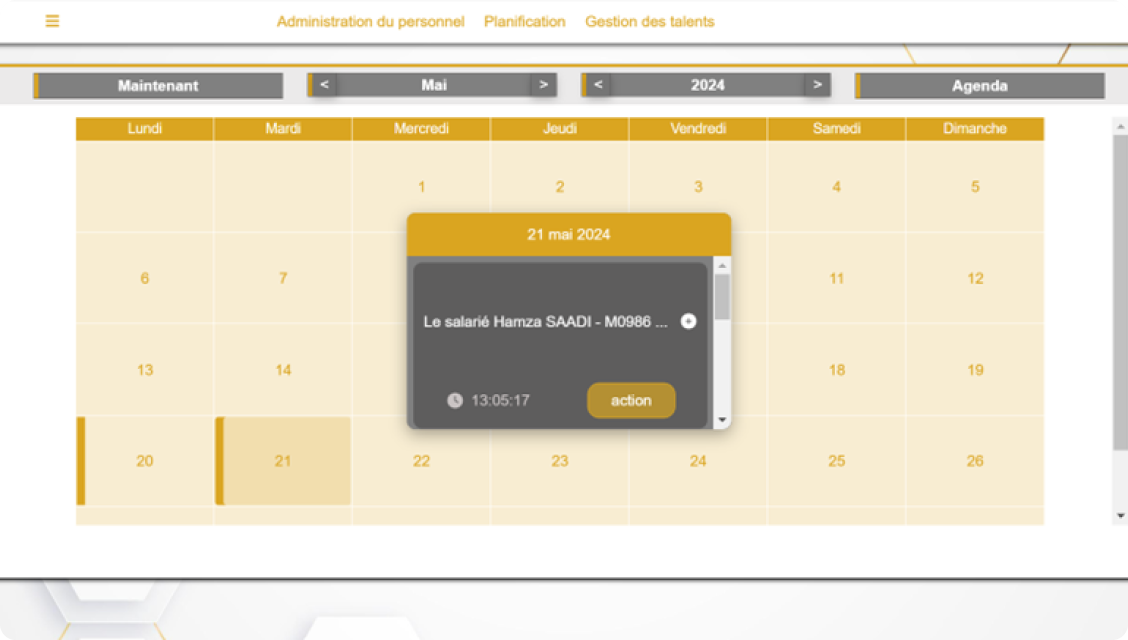 Administration du personnel Planification Gestion des talents
Maintenant < Mai > < 2024 > Agenda
Lundi Mardi Mercredi Jeudi Vendredi Samedi Dimanche
1 2 3 4 5
21 mai 2024
6 7 11 12
Le salarié Hamza SAADI - M0986 ...
13 14 18 19
13:05:17 action
20 21 22 23 24 25 26